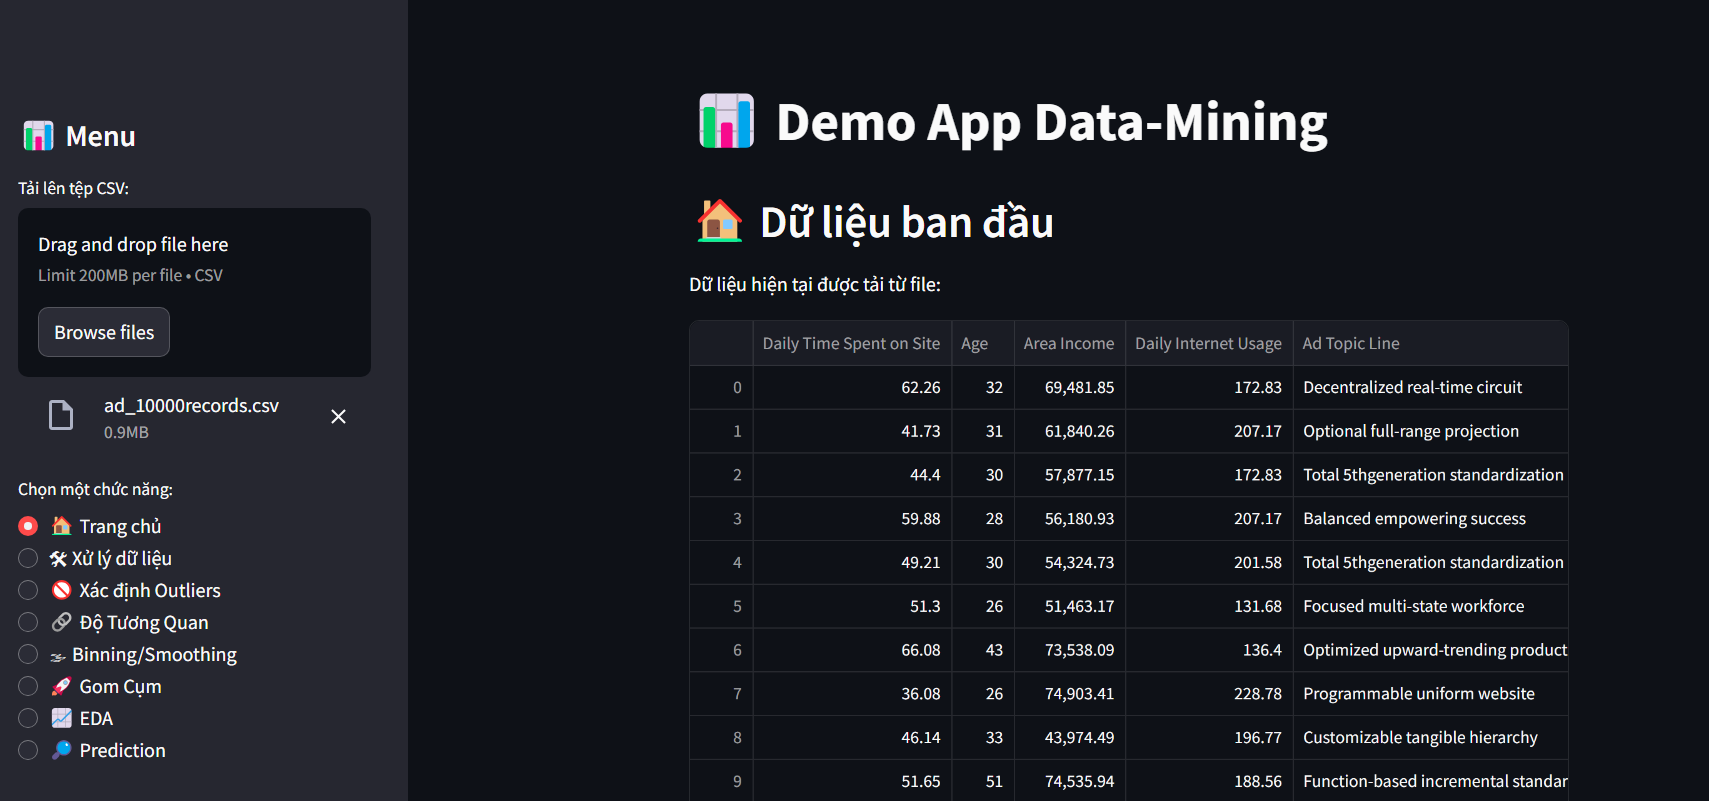 Menu
Tải lên tệp CSV:
Drag and drop file here
Limit 200MB per file • CSV
Browse files
ad_10000records.csv
0.9MB
Chọn một chức năng:
Trang chủ
Xử lý dữ liệu
Xác định Outliers
Độ Tương Quan
Binning/Smoothing
Gom Cụm
EDA
Prediction
Demo App Data-Mining
Dữ liệu ban đầu
Dữ liệu hiện tại được tải từ file:
Daily Time Spent on Site Age Area Income Daily Internet Usage Ad Topic Line
0 62.26 32 69,481.85 172.83 Decentralized real-time circuit
1 41.73 31 61,840.26 207.17 Optional full-range projection
2 44.4 30 57,877.15 172.83 Total 5thgeneration standardization
3 59.88 28 56,180.93 207.17 Balanced empowering success
4 49.21 30 54,324.73 201.58 Total 5thgeneration standardization
5 51.3 26 51,463.17 131.68 Focused multi-state workforce
6 66.08 43 73,538.09 136.4 Optimized upward-trending product
7 36.08 26 74,903.41 228.78 Programmable uniform website
8 46.14 33 43,974.49 196.77 Customizable tangible hierarchy
9 51.65 51 74,535.94 188.56 Function-based incremental standar